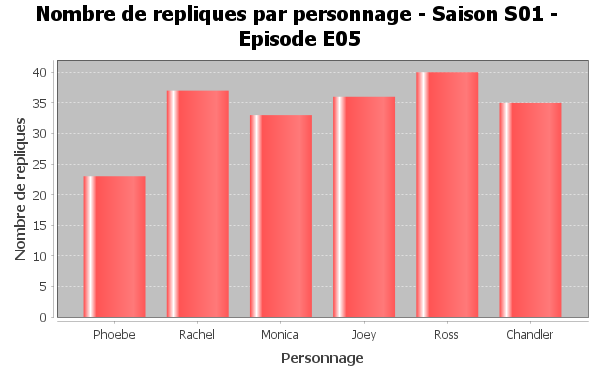 Nombre de repliques par personnage - Saison S01 -
Episode E05
Nombre de repliques
40
35
30
25
20
15
10
5
0
Phoebe Rachel Monica Joey Ross Chandler
Personnage